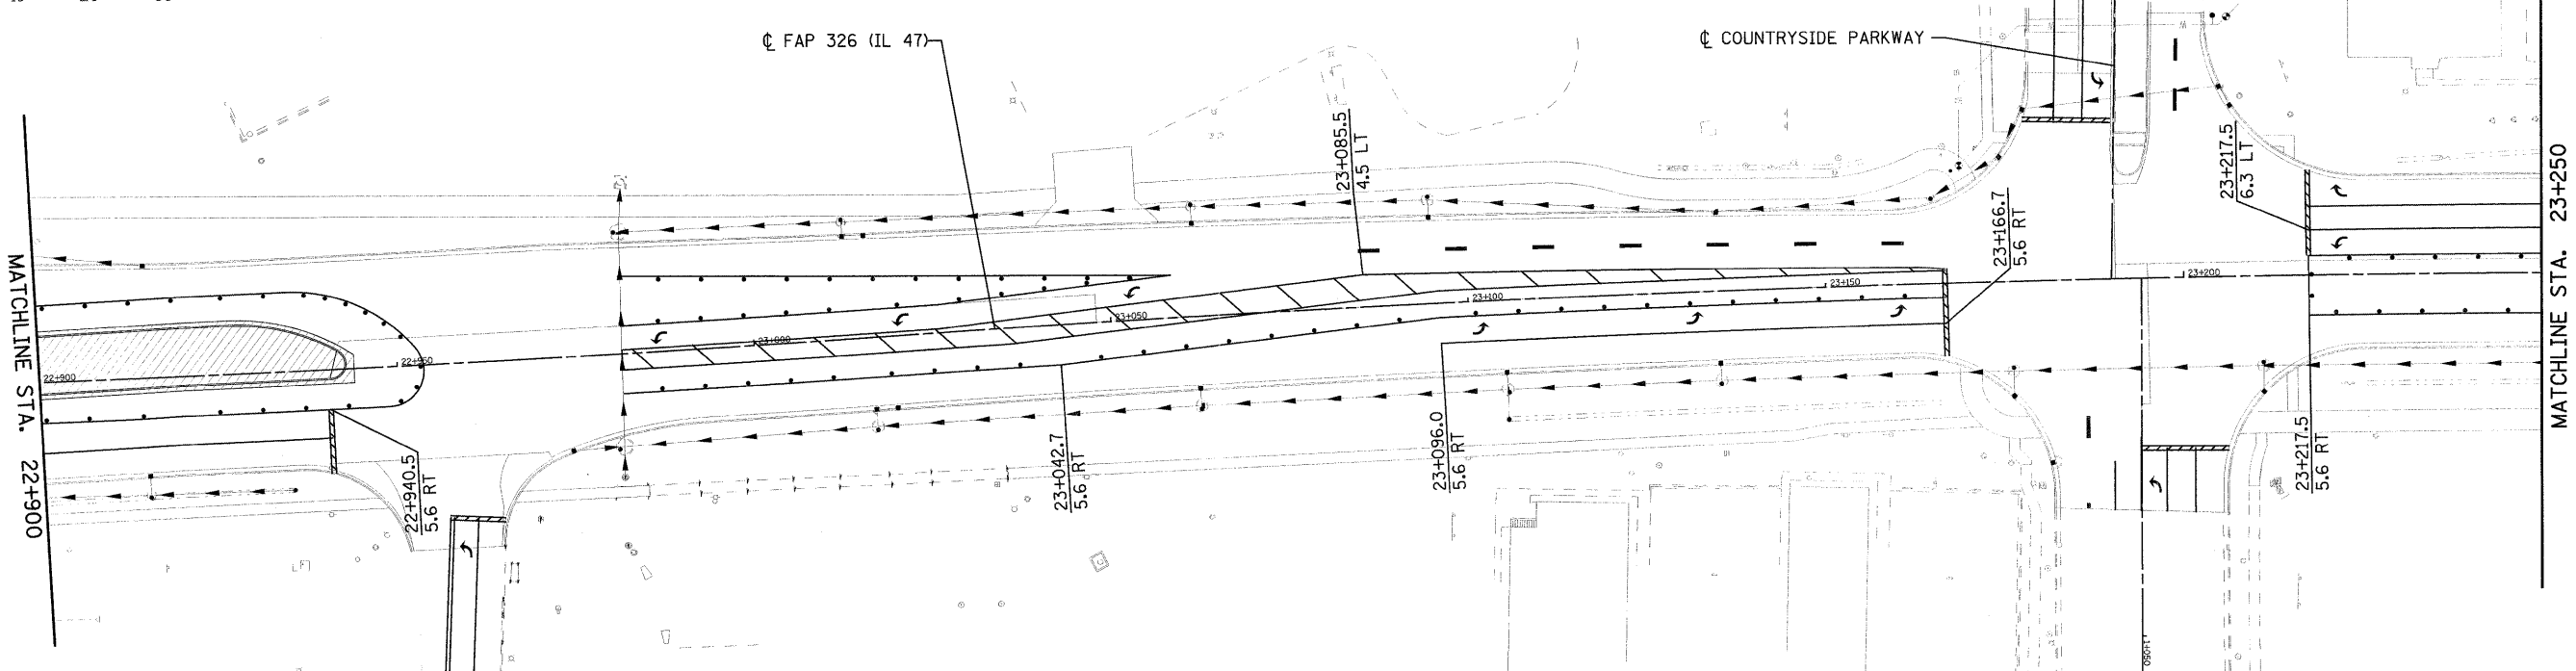 ℄ FAP 326 (IL 47)
℄ COUNTRYSIDE PARKWAY
MATCHLINE STA. 22+900
MATCHLINE STA. 23+250
23+085.5
4.5 LT
23+166.7
5.6 RT
23+217.5
6.3 LT
22+900
22+950
23+000
23+050
23+100
23+150
23+200
22+940.5
5.6 RT
23+042.7
5.6 RT
23+096.0
5.6 RT
23+217.5
5.6 RT
1+050